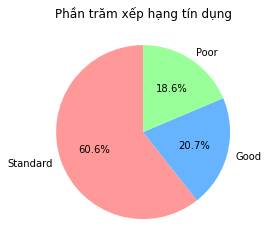 Phần trăm xếp hạng tín dụng
Poor
18.6%
60.6%
20.7%
Good
Standard